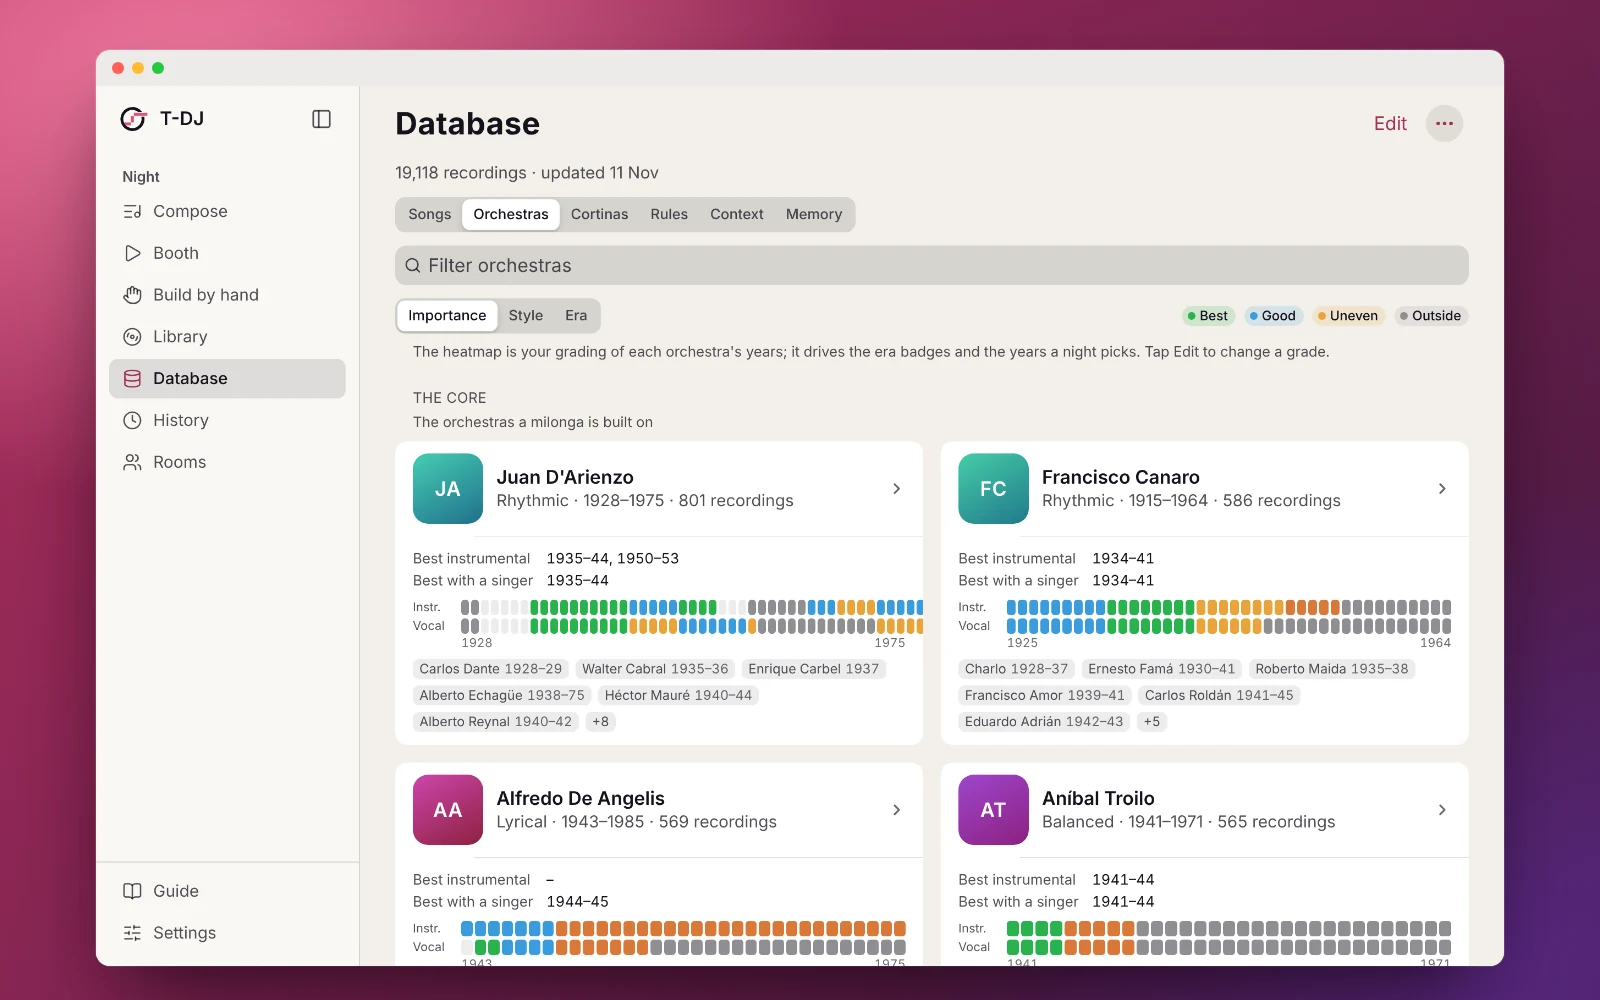 T-DJ
Night
Compose
Booth
Build by hand
Library
Database
History
Rooms
Guide
Settings
Database
Edit
19,118 recordings · updated 11 Nov
Songs Orchestras Cortinas Rules Context Memory
Filter orchestras
Importance Style Era
Best Good Uneven Outside
The heatmap is your grading of each orchestra's years; it drives the era badges and the years a night picks. Tap Edit to change a grade.
THE CORE
The orchestras a milonga is built on
JA
Juan D'Arienzo
Rhythmic · 1928–1975 · 801 recordings
Best instrumental 1935–44, 1950–53
Best with a singer 1935–44
Instr.
Vocal
1928 1975
Carlos Dante 1928–29 Walter Cabral 1935–36 Enrique Carbel 1937
Alberto Echagüe 1938–75 Héctor Mauré 1940–44
Alberto Reynal 1940–42 +8
FC
Francisco Canaro
Rhythmic · 1915–1964 · 586 recordings
Best instrumental 1934–41
Best with a singer 1934–41
Instr.
Vocal
1925 1964
Charlo 1928–37 Ernesto Famá 1930–41 Roberto Maida 1935–38
Francisco Amor 1939–41 Carlos Roldán 1941–45
Eduardo Adrián 1942–43 +5
AA
Alfredo De Angelis
Lyrical · 1943–1985 · 569 recordings
Best instrumental –
Best with a singer 1944–45
Instr.
Vocal
1943 1975
AT
Aníbal Troilo
Balanced · 1941–1971 · 565 recordings
Best instrumental 1941–44
Best with a singer 1941–44
Instr.
Vocal
1941 1971